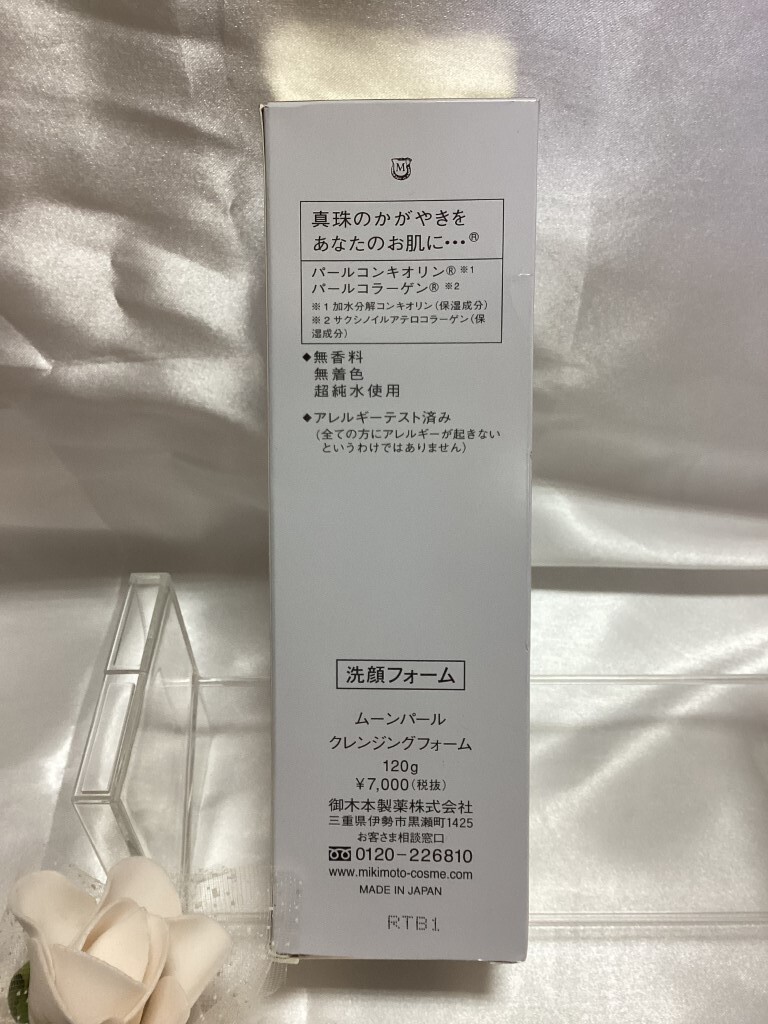 M
真珠のかがやきを
あなたのお肌に…®
パールコンキオリン® ※1
パールコラーゲン® ※2
※1加水分解コンキオリン(保湿成分)
※2サクシノイルアテロコラーゲン(保
湿成分)
◆無香料
無着色
超純水使用
◆アレルギーテスト済み
(全ての方にアレルギーが起きない
というわけではありません)
洗顔フォーム
ムーンパール
クレンジングフォーム
120g
¥7,000(税抜)
御木本製薬株式会社
三重県伊勢市黒瀬町1425
お客さま相談窓口
0120-226810
www.mikimoto-cosme.com
MADE IN JAPAN
RTB1